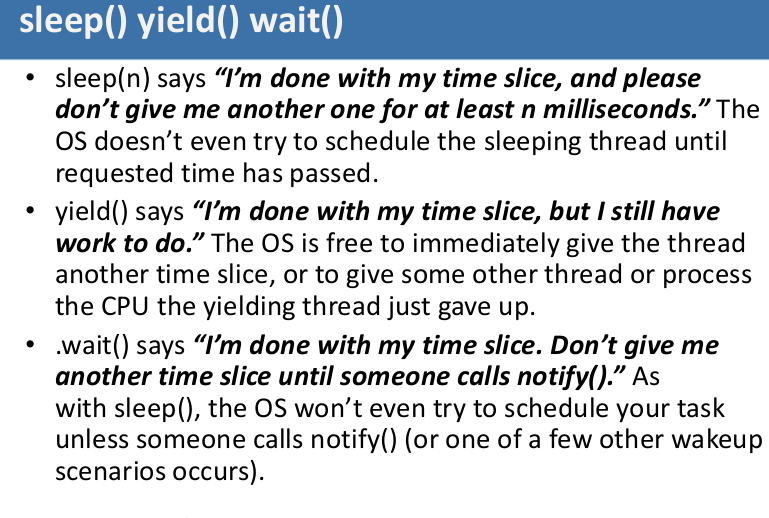 sleep() yield() wait()
• sleep(n) says “I’m done with my time slice, and please
don’t give me another one for at least n milliseconds.” The
OS doesn’t even try to schedule the sleeping thread until
requested time has passed.
• yield() says “I’m done with my time slice, but I still have
work to do.” The OS is free to immediately give the thread
another time slice, or to give some other thread or process
the CPU the yielding thread just gave up.
• .wait() says “I’m done with my time slice. Don’t give me
another time slice until someone calls notify().” As
with sleep(), the OS won’t even try to schedule your task
unless someone calls notify() (or one of a few other wakeup
scenarios occurs).